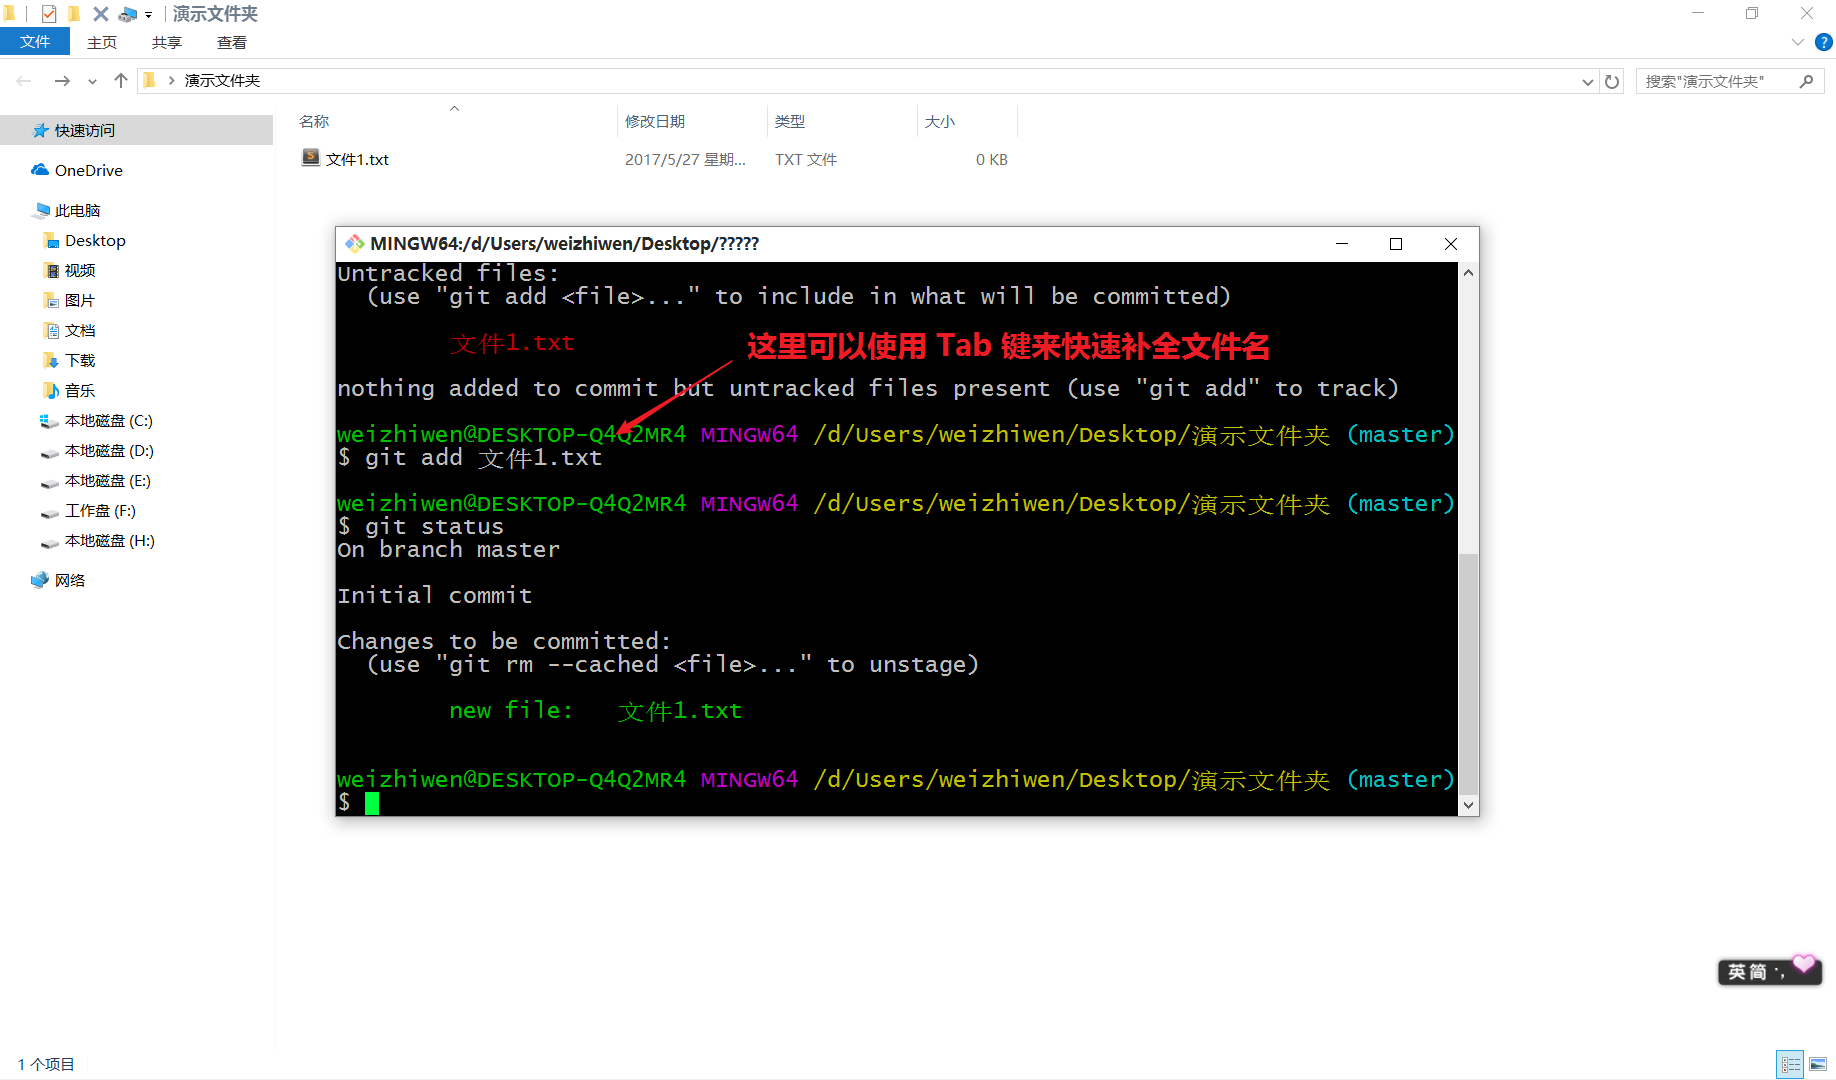 演示文件夹
文件
主页
共享
查看
演示文件夹
搜索"演示文件夹"
名称
修改日期
类型
大小
文件1.txt
2017/5/27 星期...
TXT 文件
0 KB
快速访问
OneDrive
此电脑
Desktop
视频
图片
文档
下载
音乐
本地磁盘 (C:)
本地磁盘 (D:)
本地磁盘 (E:)
工作盘 (F:)
本地磁盘 (H:)
网络
MINGW64:/d/Users/weizhiwen/Desktop/?????
Untracked files:
(use "git add <file>..." to include in what will be committed)
文件1.txt
这里可以使用 Tab 键来快速补全文件名
nothing added to commit but untracked files present (use "git add" to track)
weizhiwen@DESKTOP-Q4Q2MR4 MINGW64 /d/Users/weizhiwen/Desktop/演示文件夹 (master)
$ git add 文件1.txt
weizhiwen@DESKTOP-Q4Q2MR4 MINGW64 /d/Users/weizhiwen/Desktop/演示文件夹 (master)
$ git status
On branch master
Initial commit
Changes to be committed:
(use "git rm --cached <file>..." to unstage)
new file: 文件1.txt
weizhiwen@DESKTOP-Q4Q2MR4 MINGW64 /d/Users/weizhiwen/Desktop/演示文件夹 (master)
$
英 简 ·,
1 个项目